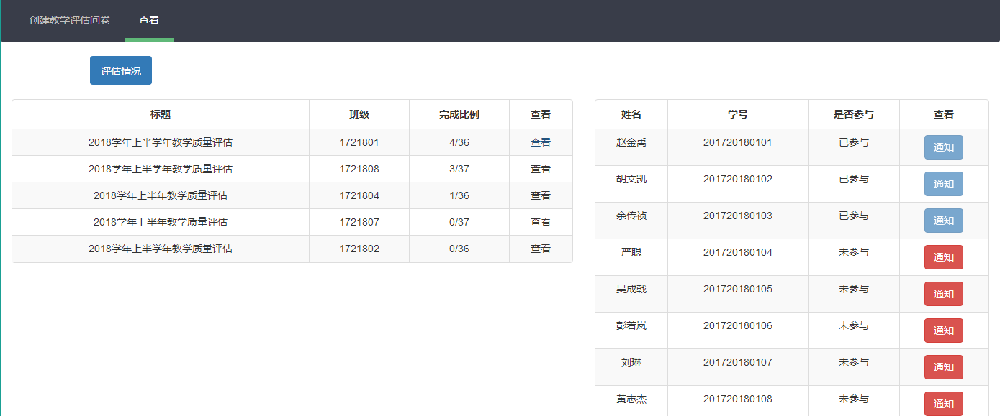 创建教学评估问卷 查看
评估情况
标题 班级 完成比例 查看
2018学年上半学年教学质量评估 1721801 4/36 查看
2018学年上半学年教学质量评估 1721808 3/37 查看
2018学年上半年教学质量评估 1721804 1/36 查看
2018学年上半年教学质量评估 1721807 0/37 查看
2018学年上半学年教学质量评估 1721802 0/36 查看
姓名 学号 是否参与 查看
赵金禹 201720180101 已参与 通知
胡文凯 201720180102 已参与 通知
余传祯 201720180103 已参与 通知
严聪 201720180104 未参与 通知
吴成戟 201720180105 未参与 通知
彭若岚 201720180106 未参与 通知
刘琳 201720180107 未参与 通知
黄志杰 201720180108 未参与 通知